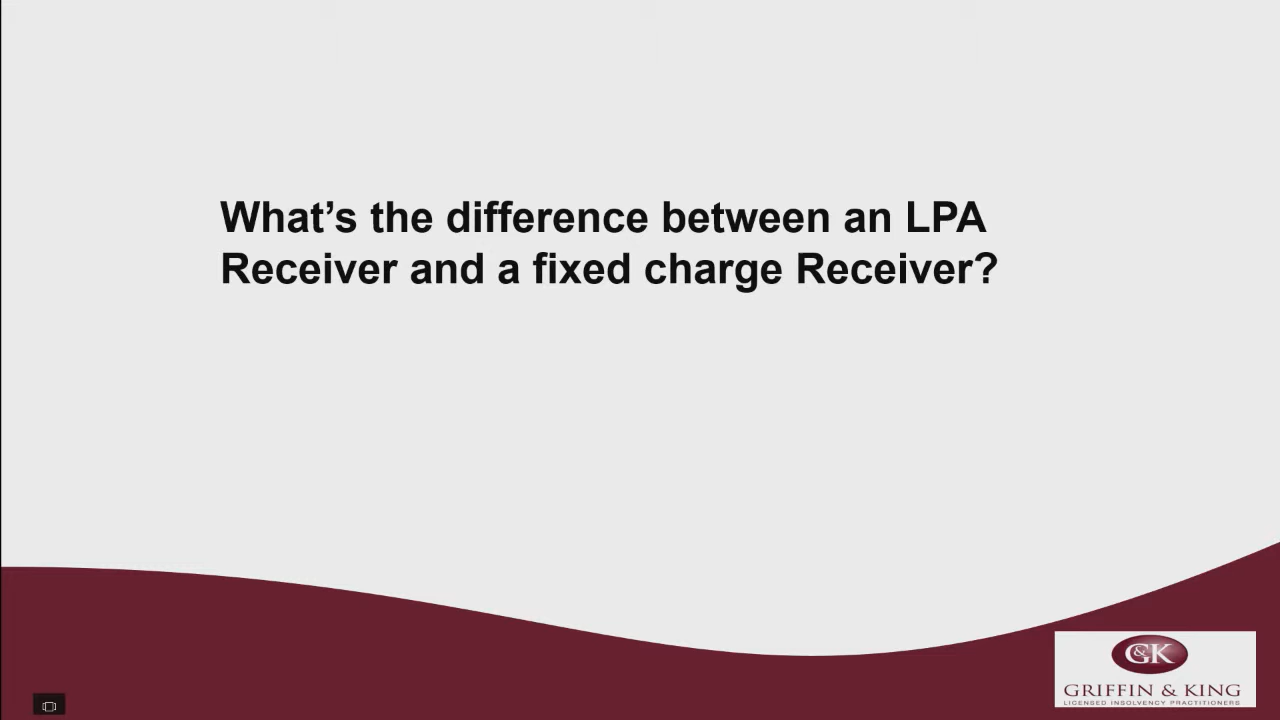 What’s the difference between an LPA
Receiver and a fixed charge Receiver?
G&K
GRIFFIN & KING
LICENSED INSOLVENCY PRACTITIONERS